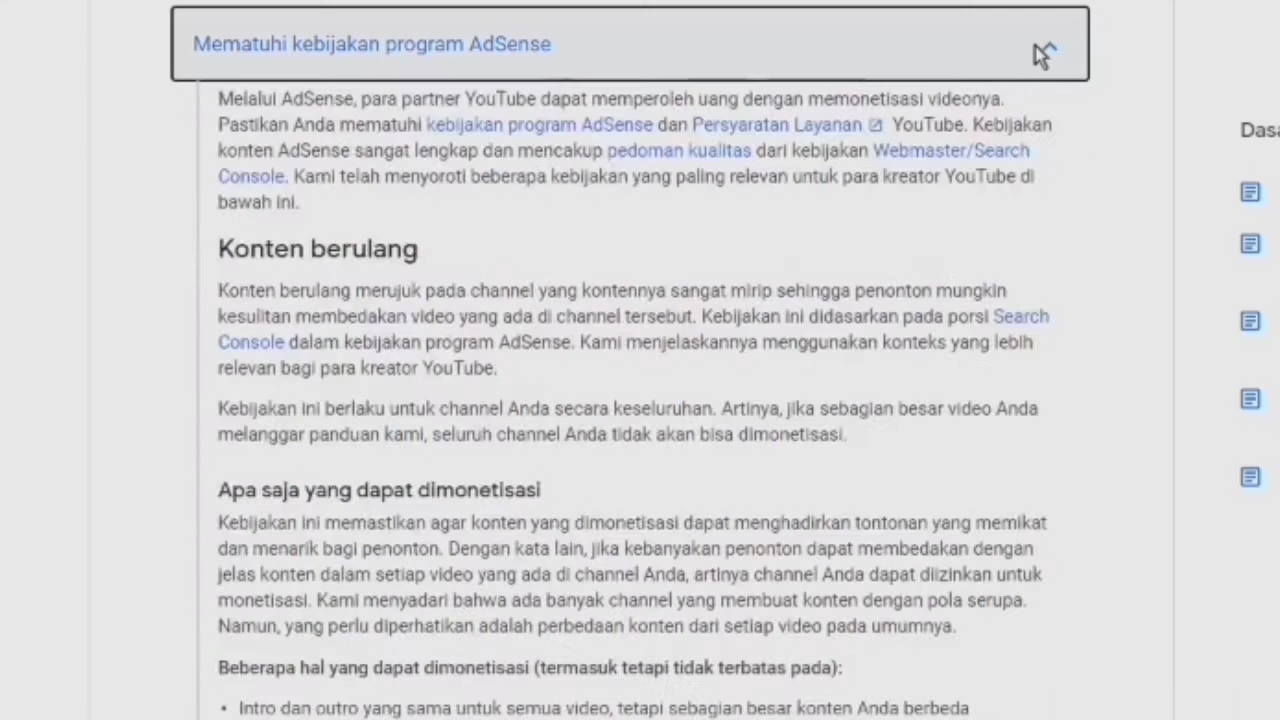 Mematuhi kebijakan program AdSense
Melalui AdSense, para partner YouTube dapat memperoleh uang dengan memonetisasi videonya.
Pastikan Anda mematuhi kebijakan program AdSense dan Persyaratan Layanan YouTube. Kebijakan
konten AdSense sangat lengkap dan mencakup pedoman kualitas dari kebijakan Webmaster/Search
Console. Kami telah menyoroti beberapa kebijakan yang paling relevan untuk para kreator YouTube di
bawah ini.
Konten berulang
Konten berulang merujuk pada channel yang kontennya sangat mirip sehingga penonton mungkin
kesulitan membedakan video yang ada di channel tersebut. Kebijakan ini didasarkan pada porsi Search
Console dalam kebijakan program AdSense. Kami menjelaskannya menggunakan konteks yang lebih
relevan bagi para kreator YouTube.
Kebijakan ini berlaku untuk channel Anda secara keseluruhan. Artinya, jika sebagian besar video Anda
melanggar panduan kami, seluruh channel Anda tidak akan bisa dimonetisasi.
Apa saja yang dapat dimonetisasi
Kebijakan ini memastikan agar konten yang dimonetisasi dapat menghadirkan tontonan yang memikat
dan menarik bagi penonton. Dengan kata lain, jika kebanyakan penonton dapat membedakan dengan
jelas konten dalam setiap video yang ada di channel Anda, artinya channel Anda dapat diizinkan untuk
monetisasi. Kami menyadari bahwa ada banyak channel yang membuat konten dengan pola serupa.
Namun, yang perlu diperhatikan adalah perbedaan konten dari setiap video pada umumnya.
Beberapa hal yang dapat dimonetisasi (termasuk tetapi tidak terbatas pada):
• Intro dan outro yang sama untuk semua video, tetapi sebagian besar konten Anda berbeda